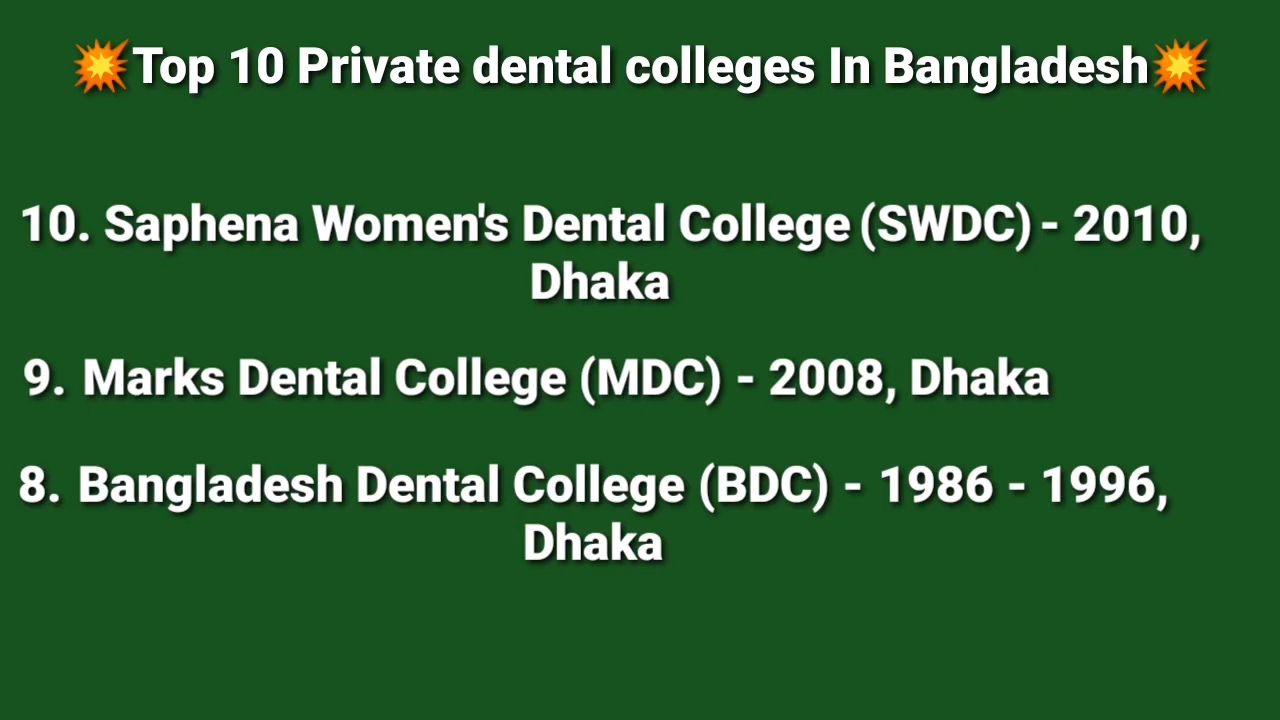 💥Top 10 Private dental colleges In Bangladesh💥
10. Saphena Women's Dental College (SWDC) - 2010,
Dhaka
9. Marks Dental College (MDC) - 2008, Dhaka
8. Bangladesh Dental College (BDC) - 1986 - 1996,
Dhaka